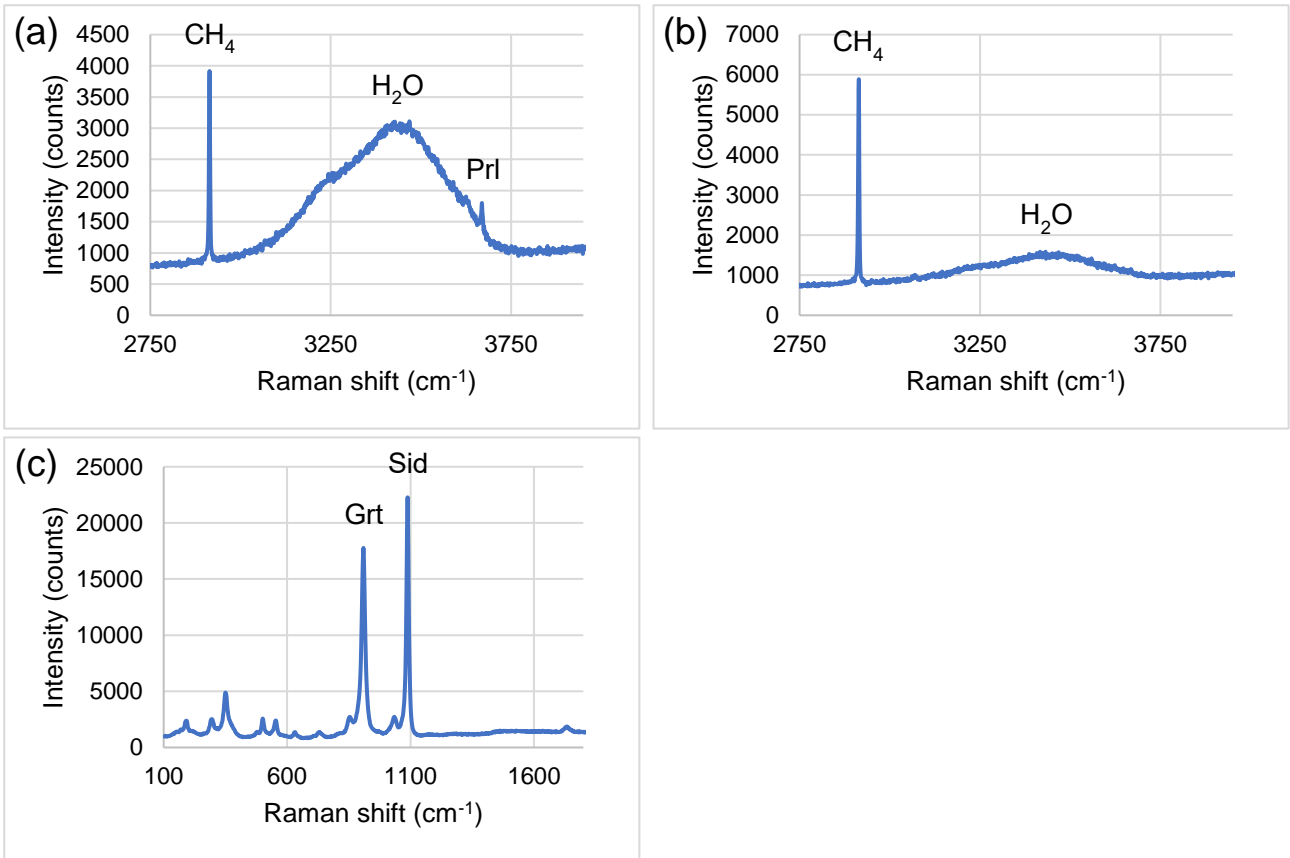 (a)
CH₄
H₂O
Prl
4500
4000
3500
3000
2500
2000
1500
1000
500
0
Intensity (counts)
2750 3250 3750
Raman shift (cm⁻¹)
(b)
CH₄
H₂O
7000
6000
5000
4000
3000
2000
1000
0
Intensity (counts)
2750 3250 3750
Raman shift (cm⁻¹)
(c)
Sid
Grt
25000
20000
15000
10000
5000
0
Intensity (counts)
100 600 1100 1600
Raman shift (cm⁻¹)